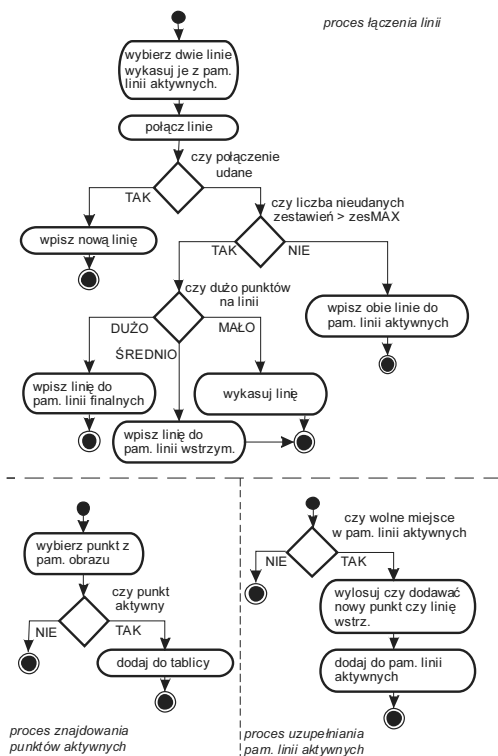 proces łączenia linii
wybierz dwie linie
wykasuj je z pam.
linii aktywnych.
połącz linie
czy połączenie
udane
TAK
czy liczba nieudanych
zestawień > zesMAX
wpisz nową linię
TAK
NIE
czy dużo punktów
na linii
wpisz obie linie do
pam. linii aktywnych
DUŻO
MAŁO
ŚREDNIO
wpisz linię do
pam. linii finalnych
wykasuj linię
wpisz linię do
pam. linii wstrzym.
wybierz punkt z
pam. obrazu
czy punkt
aktywny
NIE
TAK
dodaj do tablicy
proces znajdowania
punktów aktywnych
czy wolne miejsce
w pam. linii aktywnych
NIE
TAK
wylosuj czy dodawać
nowy punkt czy linię
wstrz.
dodaj do pam. linii
aktywnych
proces uzupełniania
pam. linii aktywnych